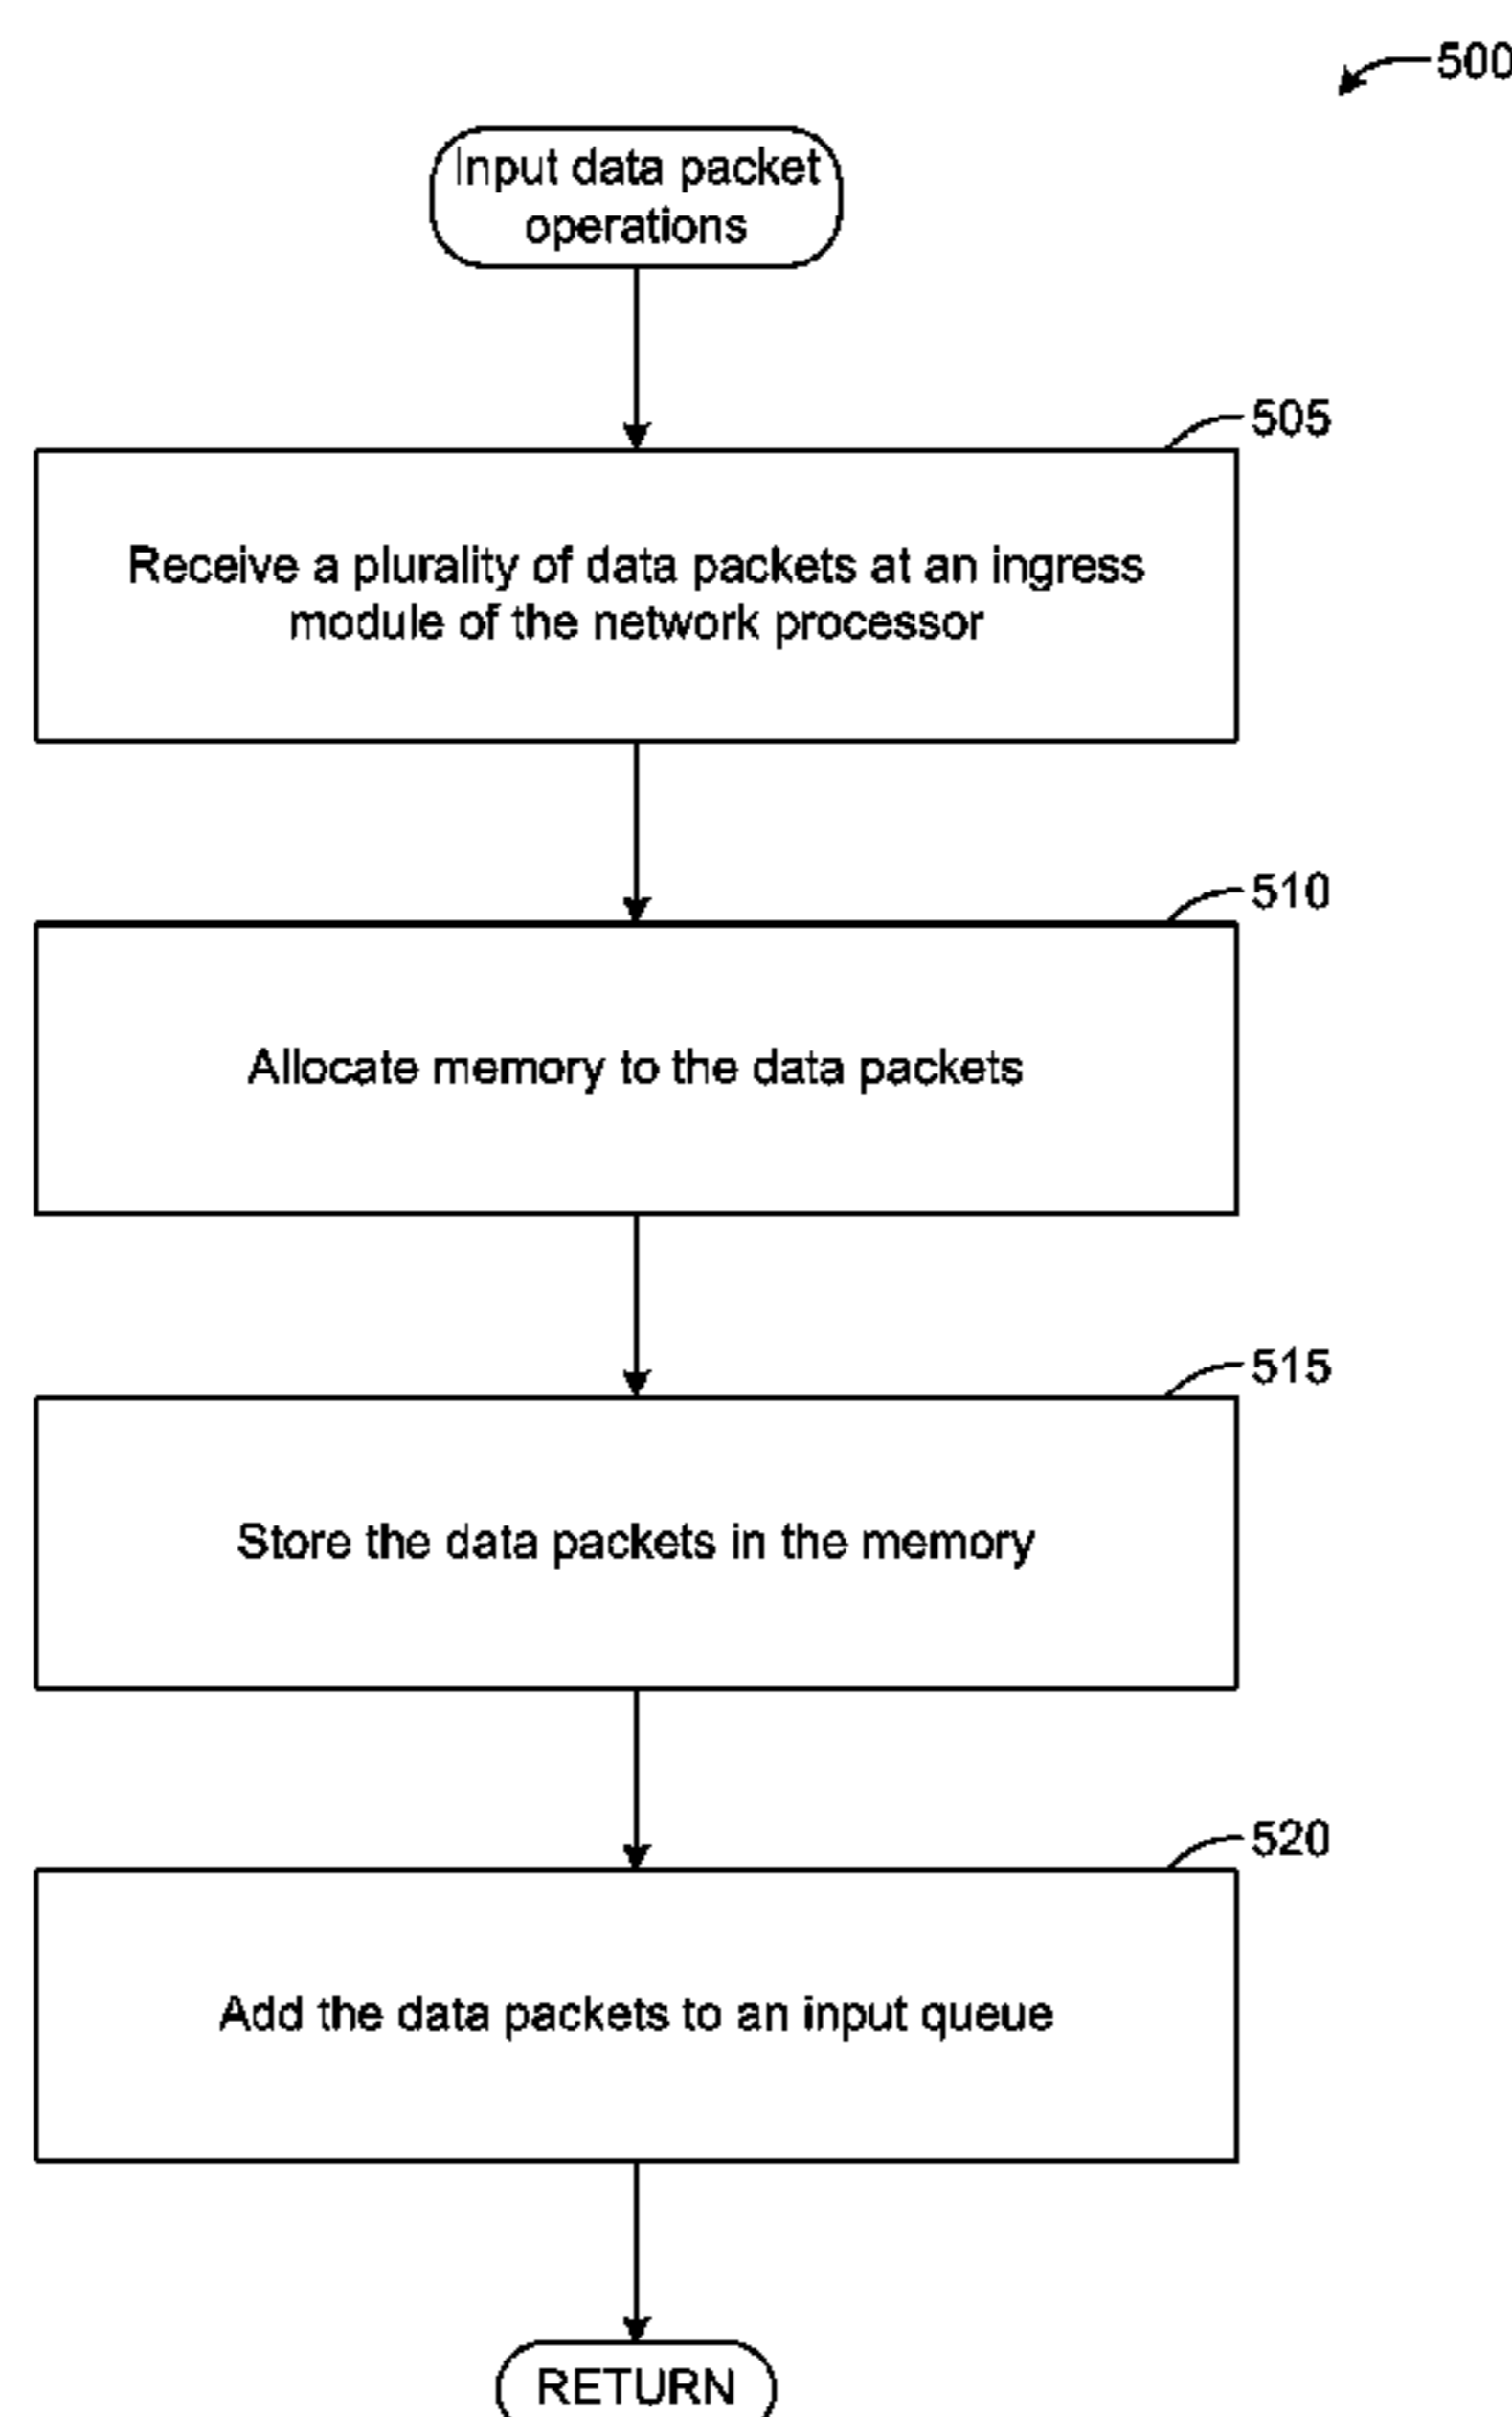 500
Input data packet
operations
505
Receive a plurality of data packets at an ingress
module of the network processor
510
Allocate memory to the data packets
515
Store the data packets in the memory
520
Add the data packets to an input queue
RETURN